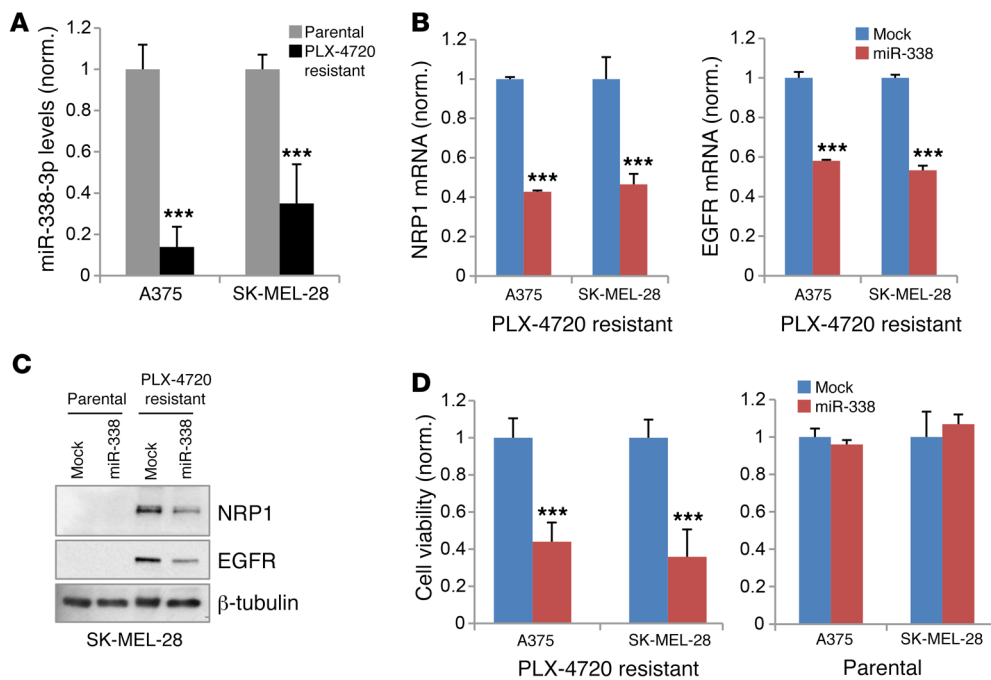 A
miR-338-3p levels (norm.)
1.2
1
0.8
0.6
0.4
0.2
0
Parental
PLX-4720
resistant
***
***
A375
SK-MEL-28
B
NRP1 mRNA (norm.)
1.2
1
0.8
0.6
0.4
0.2
0
***
***
A375
SK-MEL-28
PLX-4720 resistant
Mock
miR-338
EGFR mRNA (norm.)
1.2
1
0.8
0.6
0.4
0.2
0
***
***
A375
SK-MEL-28
PLX-4720 resistant
C
Parental
PLX-4720
resistant
Mock
miR-338
Mock
miR-338
NRP1
EGFR
β-tubulin
SK-MEL-28
D
Cell viability (norm.)
1.2
1
0.8
0.6
0.4
0.2
0
***
***
A375
SK-MEL-28
PLX-4720 resistant
Mock
miR-338
1.2
1
0.8
0.6
0.4
0.2
0
A375
SK-MEL-28
Parental